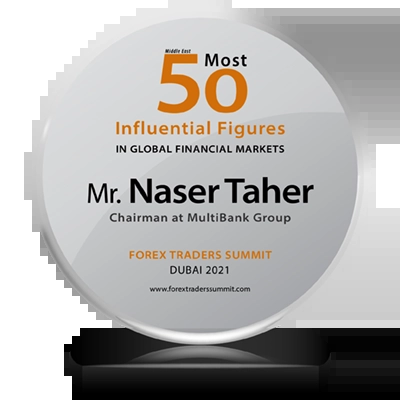 Middle East
50 Most
Influential Figures
IN GLOBAL FINANCIAL MARKETS
Mr. Naser Taher
Chairman at MultiBank Group
FOREX TRADERS SUMMIT
DUBAI 2021
www.forextraderssummit.com